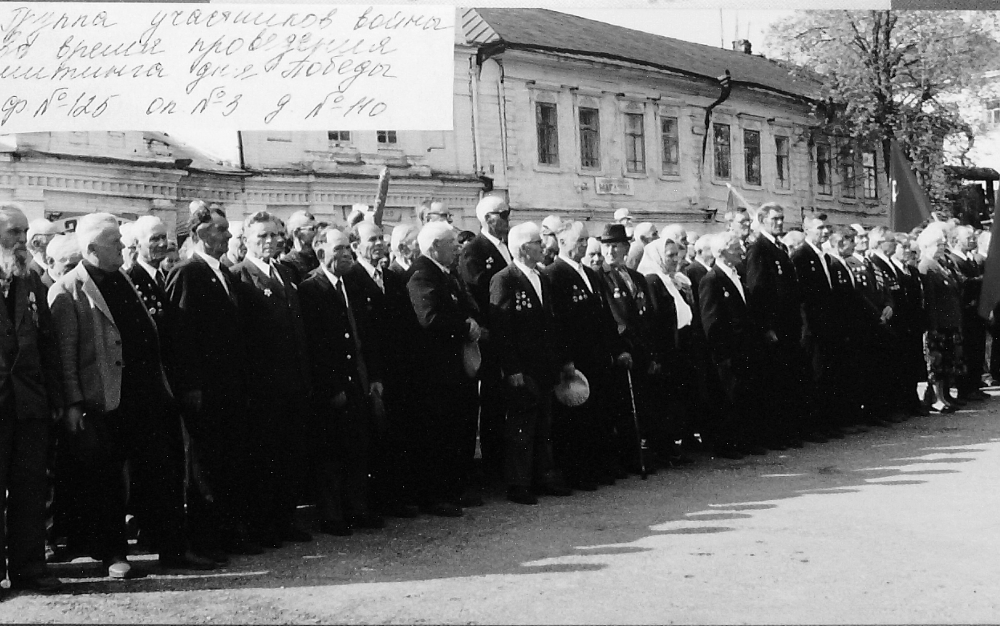 Группа участников войны
во время проведения
митинга дня Победы
ф. №-125 оп. №-3 д. №-110